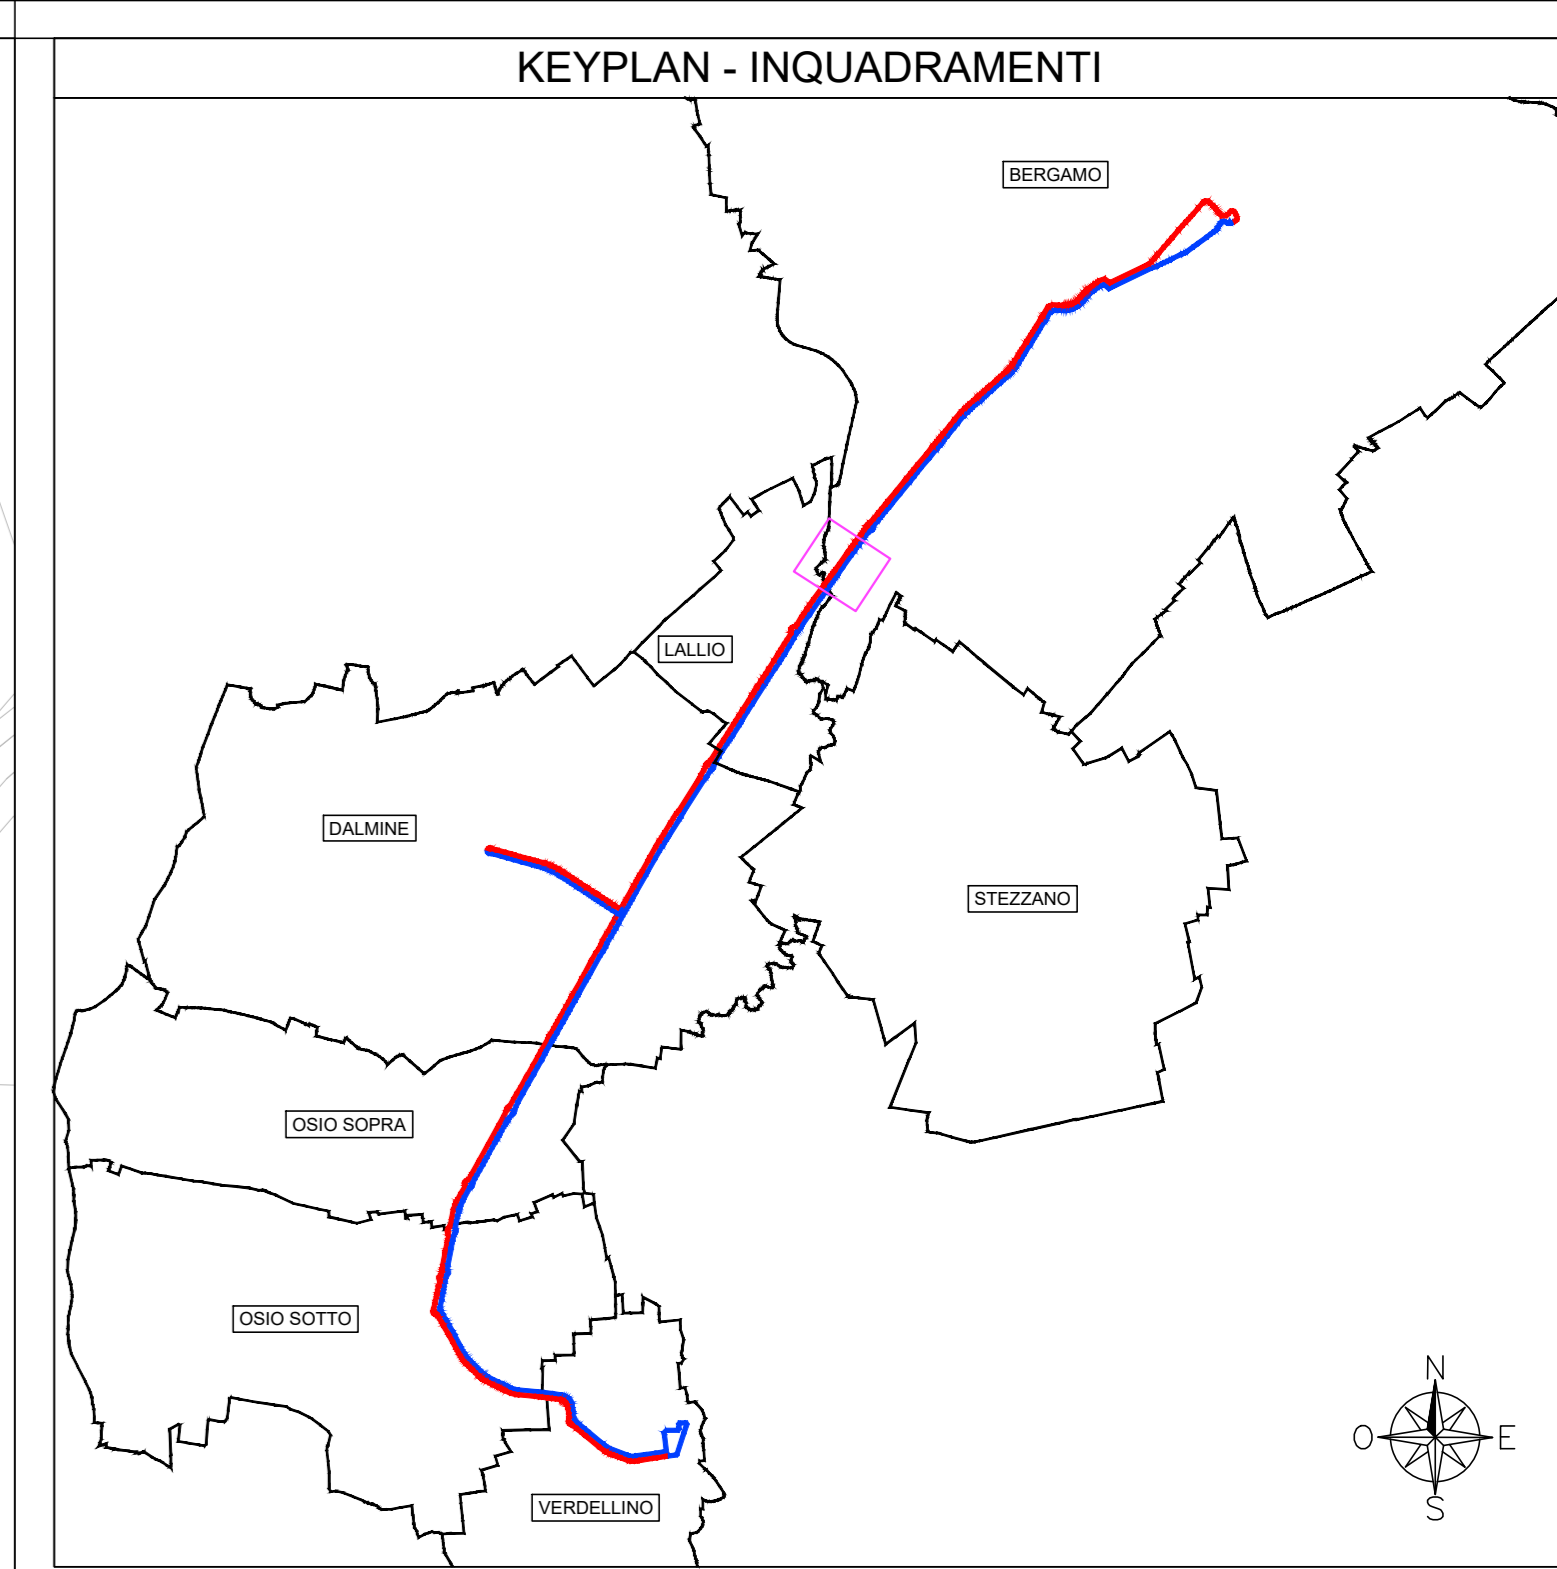 KEYPLAN - INQUADRAMENTI
BERGAMO
LALLIO
DALMINE
STEZZANO
OSIO SOPRA
OSIO SOTTO
VERDELLINO
N
O
E
S